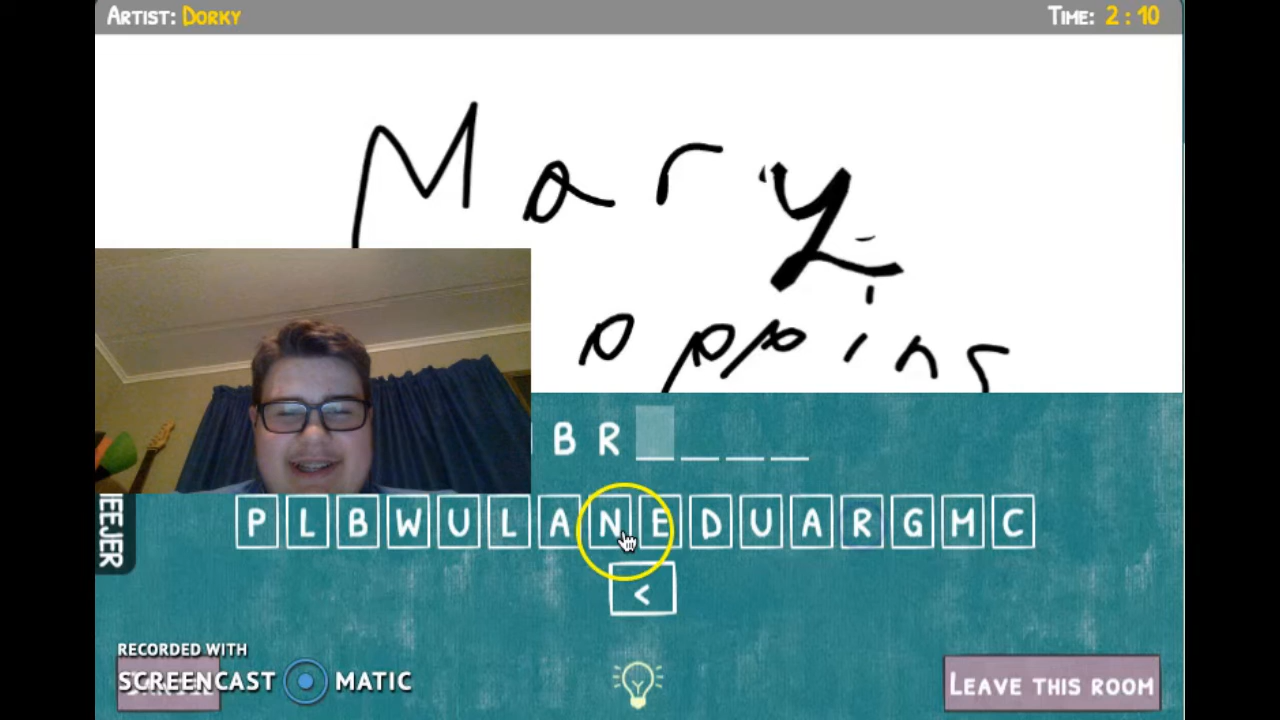 ARTIST: DORKY
TIME: 2 : 10
Mary
oppins
B R _ _ _ _
P L B W U L A N E D U A R G M C
<
RECORDED WITH
SCREENCAST MATIC
LEAVE THIS ROOM